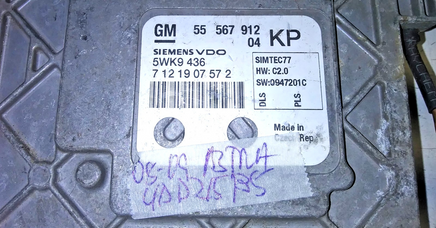 GM 55 567 912 KP
04
SIEMENS VDO
5WK9 436
7 12 19 07 57 2
SIMTEC77
HW: C2.0
SW:0947201C
DLS
PLS
Made in
Czech Rep.
08-09 ASTRA